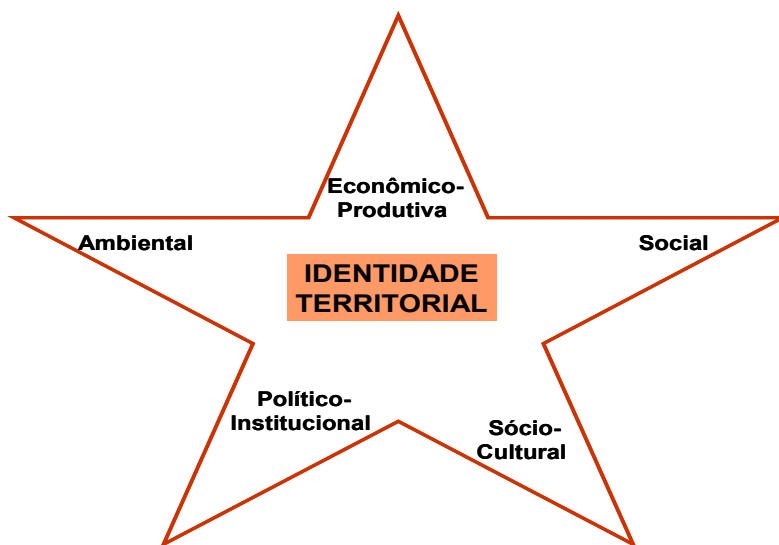 Econômico-
Produtiva
Ambiental
Social
IDENTIDADE
TERRITORIAL
Político-
Institucional
Sócio-
Cultural